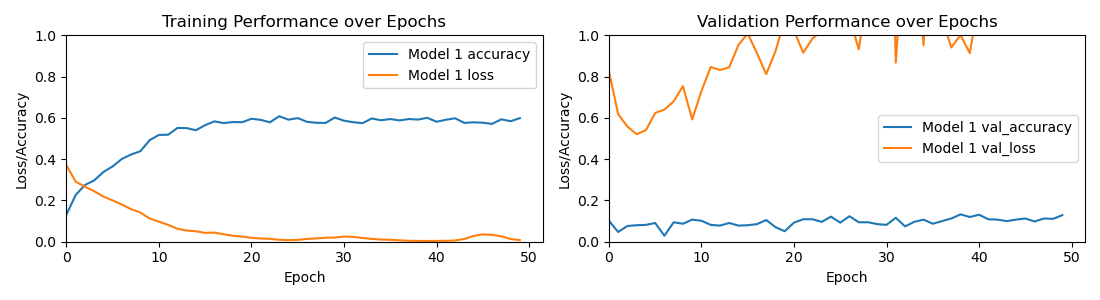 Training Performance over Epochs
1.0
0.8
0.6
0.4
0.2
0.0
Loss/Accuracy
Model 1 accuracy
Model 1 loss
0 10 20 30 40 50
Epoch
Validation Performance over Epochs
1.0
0.8
0.6
0.4
0.2
0.0
Loss/Accuracy
Model 1 val_accuracy
Model 1 val_loss
0 10 20 30 40 50
Epoch